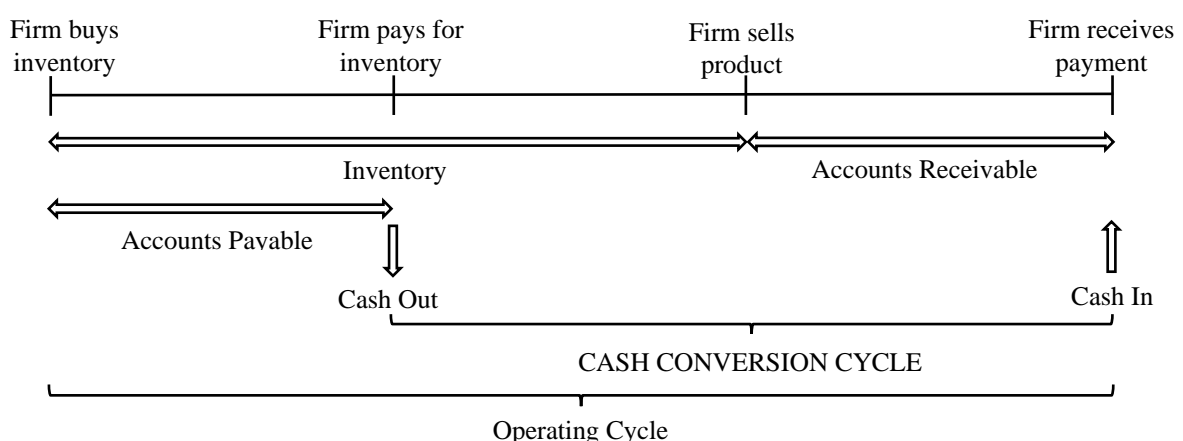 Firm buys
inventory
Firm pays for
inventory
Firm sells
product
Firm receives
payment
Inventory
Accounts Receivable
Accounts Payable
Cash Out
Cash In
CASH CONVERSION CYCLE
Operating Cycle